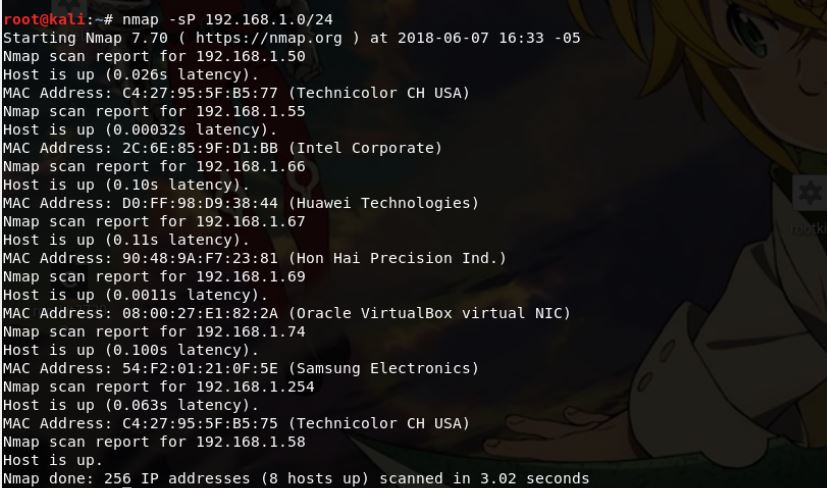 root@kali:~# nmap -sP 192.168.1.0/24
Starting Nmap 7.70 ( https://nmap.org ) at 2018-06-07 16:33 -05
Nmap scan report for 192.168.1.50
Host is up (0.026s latency).
MAC Address: C4:27:95:5F:B5:77 (Technicolor CH USA)
Nmap scan report for 192.168.1.55
Host is up (0.00032s latency).
MAC Address: 2C:6E:85:9F:D1:BB (Intel Corporate)
Nmap scan report for 192.168.1.66
Host is up (0.10s latency).
MAC Address: D0:FF:98:D9:38:44 (Huawei Technologies)
Nmap scan report for 192.168.1.67
Host is up (0.11s latency).
MAC Address: 90:48:9A:F7:23:81 (Hon Hai Precision Ind.)
Nmap scan report for 192.168.1.69
Host is up (0.0011s latency).
MAC Address: 08:00:27:E1:82:2A (Oracle VirtualBox virtual NIC)
Nmap scan report for 192.168.1.74
Host is up (0.100s latency).
MAC Address: 54:F2:01:21:0F:5E (Samsung Electronics)
Nmap scan report for 192.168.1.254
Host is up (0.063s latency).
MAC Address: C4:27:95:5F:B5:75 (Technicolor CH USA)
Nmap scan report for 192.168.1.58
Host is up.
Nmap done: 256 IP addresses (8 hosts up) scanned in 3.02 seconds
rootki